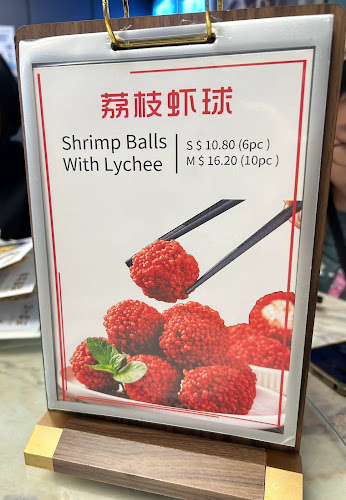 荔枝虾球
Shrimp Balls
With Lychee
S $ 10.80 (6pc )
M $ 16.20 (10pc )